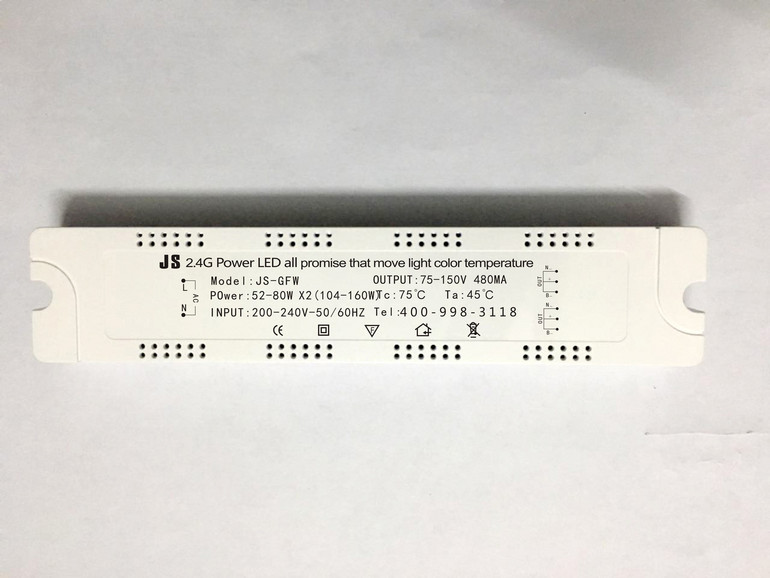 JS 2.4G Power LED all promise that move light color temperature
Model:JS-GFW OUTPUT:75-150V 480MA
POwer:52-80W X2(104-160W) Tc:75℃ Ta:45℃
INPUT:200-240V-50/60HZ Tel:400-998-3118
L
N
AC
OUT
N
B
OUT
N
B
CE
F